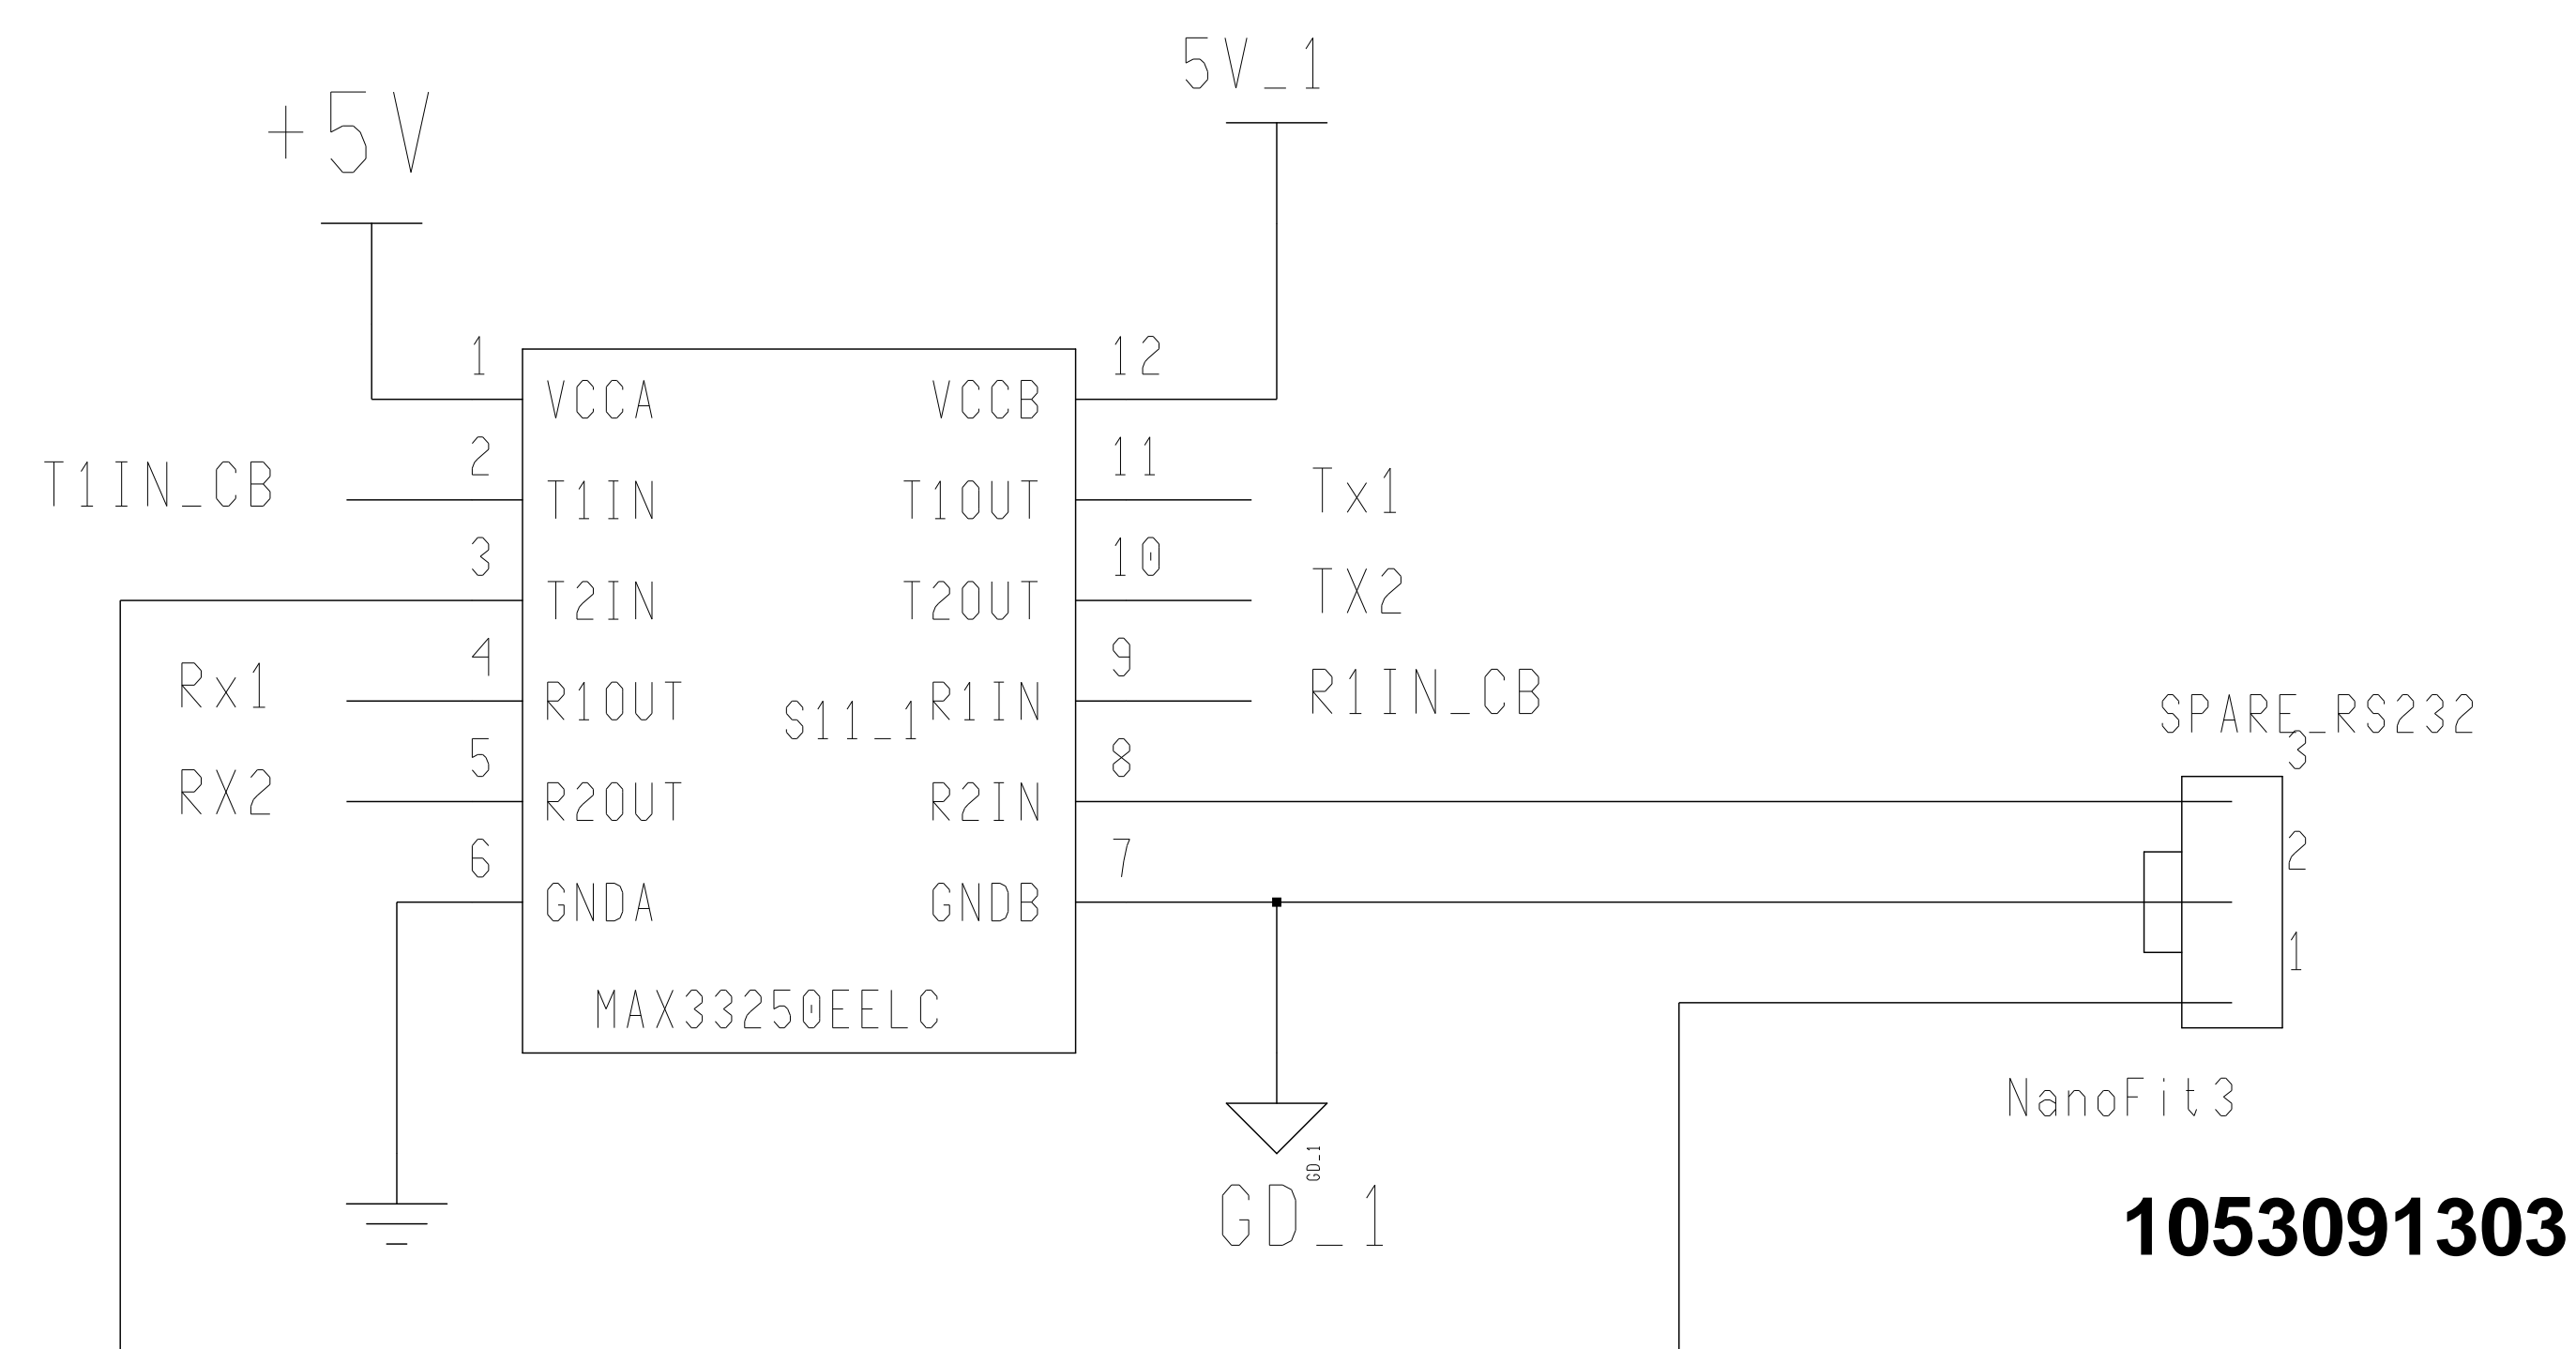 5V_1
+5V
1
12
VCCA
VCCB
2
11
T1IN_CB
T1IN
T1OUT
Tx1
3
10
T2IN
T2OUT
TX2
4
9
Rx1
R1OUT
S11_1
R1IN
R1IN_CB
SPARE_RS232
3
5
8
RX2
R2OUT
R2IN
2
6
7
GNDA
GNDB
1
MAX33250EELC
NanoFit3
GD_1
GD_1
1053091303